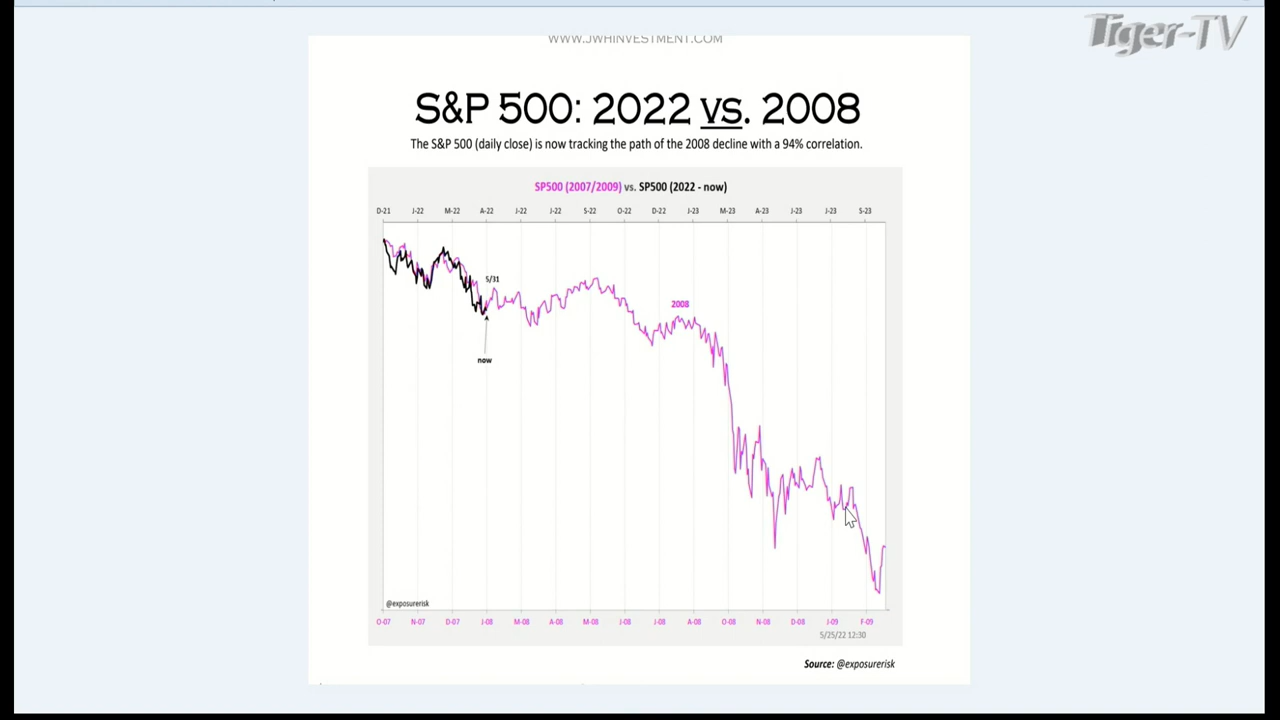 WWW.JWHINVESTMENT.COM
Tiger-TV
S&P 500: 2022 vs. 2008
The S&P 500 (daily close) is now tracking the path of the 2008 decline with a 94% correlation.
SP500 (2007/2009) vs. SP500 (2022 - now)
D-21 J-22 M-22 A-22 J-22 J-22 S-22 O-22 D-22 J-23 M-23 A-23 J-23 J-23 S-23
5/31
2008
now
@exposurerisk
O-07 N-07 D-07 J-08 M-08 A-08 M-08 J-08 J-08 A-08 O-08 N-08 D-08 J-09 F-09
5/25/22 12:30
Source: @exposurerisk